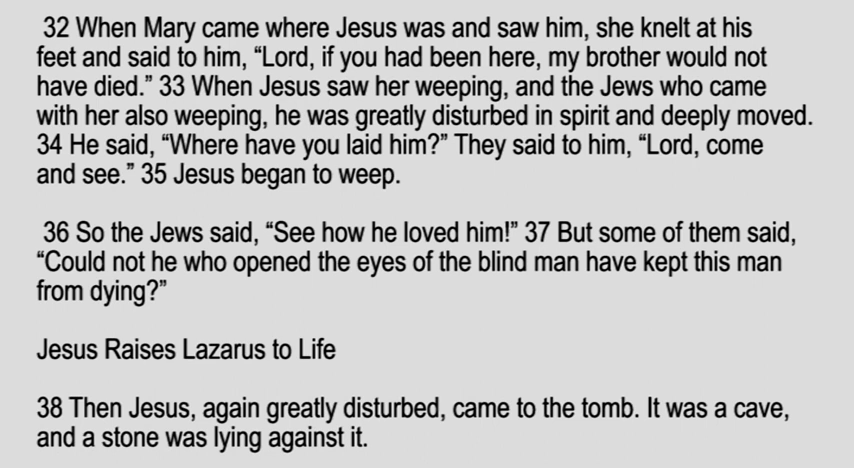 32 When Mary came where Jesus was and saw him, she knelt at his
feet and said to him, “Lord, if you had been here, my brother would not
have died.” 33 When Jesus saw her weeping, and the Jews who came
with her also weeping, he was greatly disturbed in spirit and deeply moved.
34 He said, “Where have you laid him?” They said to him, “Lord, come
and see.” 35 Jesus began to weep.
36 So the Jews said, “See how he loved him!” 37 But some of them said,
“Could not he who opened the eyes of the blind man have kept this man
from dying?”
Jesus Raises Lazarus to Life
38 Then Jesus, again greatly disturbed, came to the tomb. It was a cave,
and a stone was lying against it.